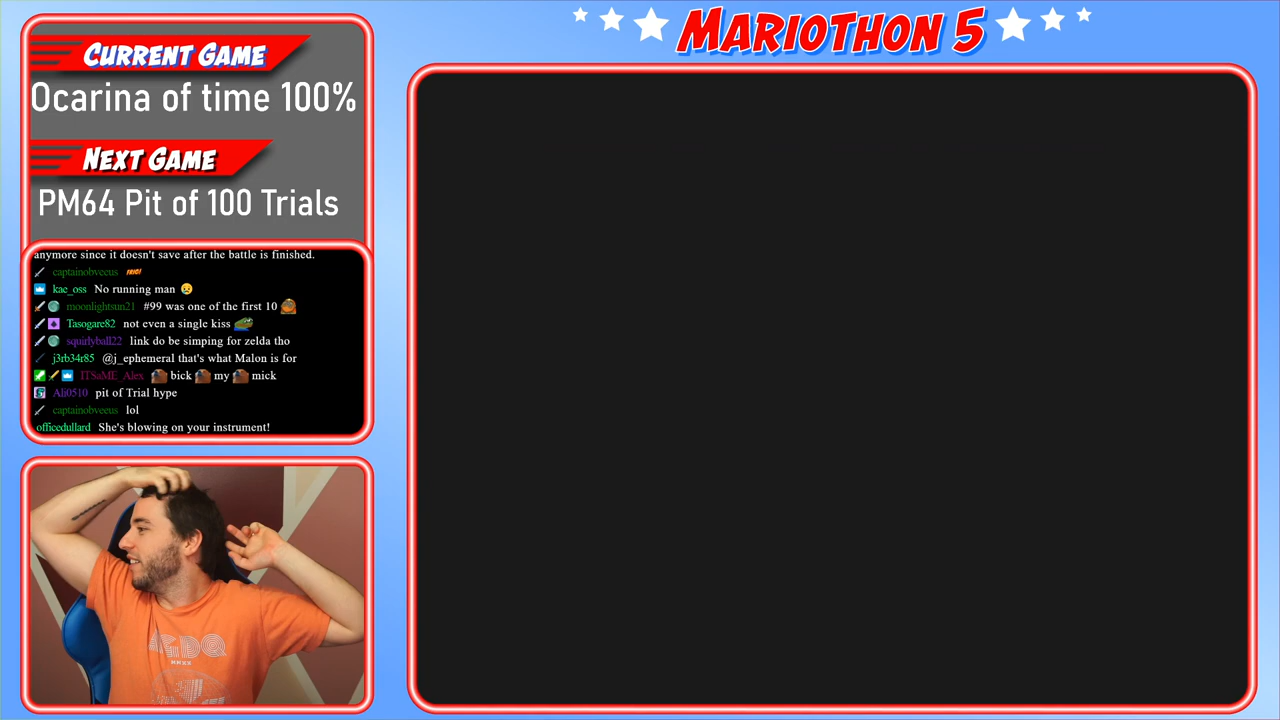 MARIOTHON 5
CURRENT GAME
Ocarina of time 100%
NEXT GAME
PM64 Pit of 100 Trials
anymore since it doesn't save after the battle is finished.
captainobveeus
kae_oss No running man
moonlightsun21 #99 was one of the first 10
Tasogare82 not even a single kiss
squirlyball22 link do be simping for zelda tho
j3rb34r85 @j_ephemeral that's what Malon is for
ITSaME_Alex bick my mick
Ali0510 pit of Trial hype
captainobveeus lol
officedullard She's blowing on your instrument!
GDQ